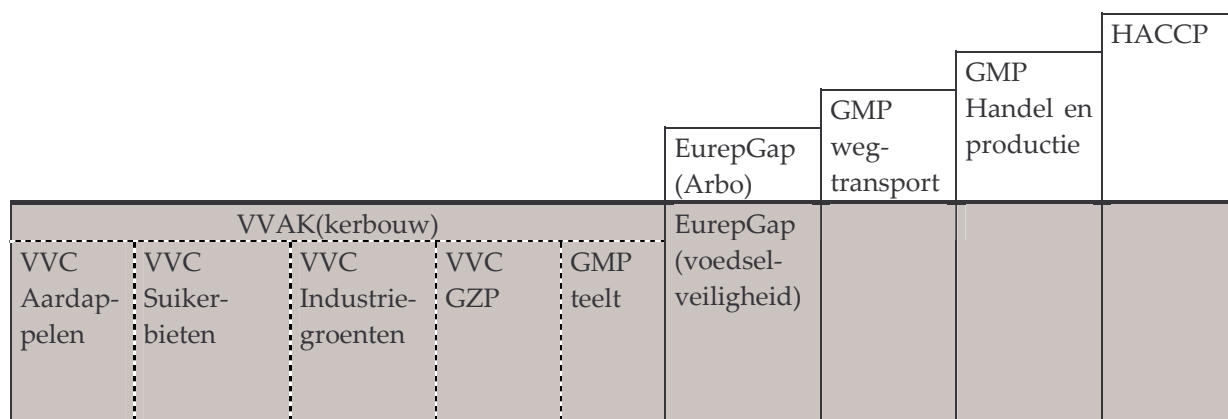 HACCP
GMP
Handel en
productie
GMP
weg-
transport
EurepGap
(Arbo)
VVAK(kerbouw)
EurepGap
(voedsel-
veiligheid)
VVC
Aardap-
pelen
VVC
Suiker-
bieten
VVC
Industrie-
groenten
VVC
GZP
GMP
teelt